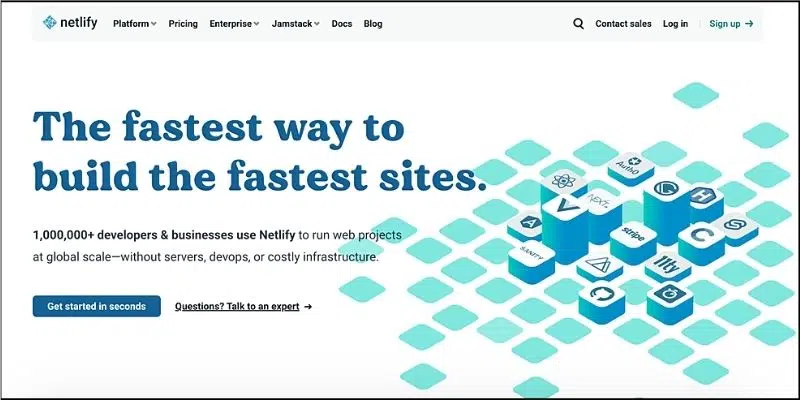 netlify
Platform
Pricing
Enterprise
Jamstack
Docs
Blog
Contact sales
Log in
Sign up →
The fastest way to
build the fastest sites.
1,000,000+ developers & businesses use Netlify to run web projects
at global scale—without servers, devops, or costly infrastructure.
Get started in seconds
Questions? Talk to an expert →
Auth0
NEXT.
stripe
SANITY
11ty